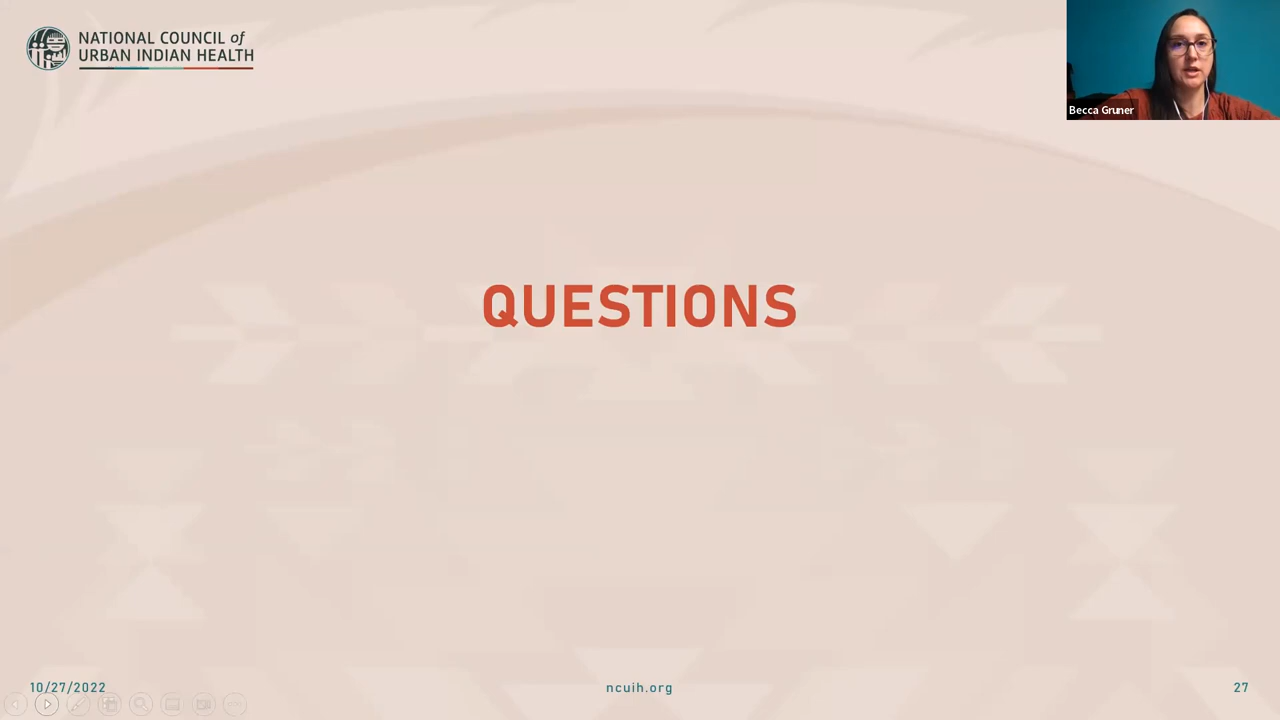 NATIONAL COUNCIL of
URBAN INDIAN HEALTH
Becca Gruner
QUESTIONS
10/27/2022
ncuih.org
27